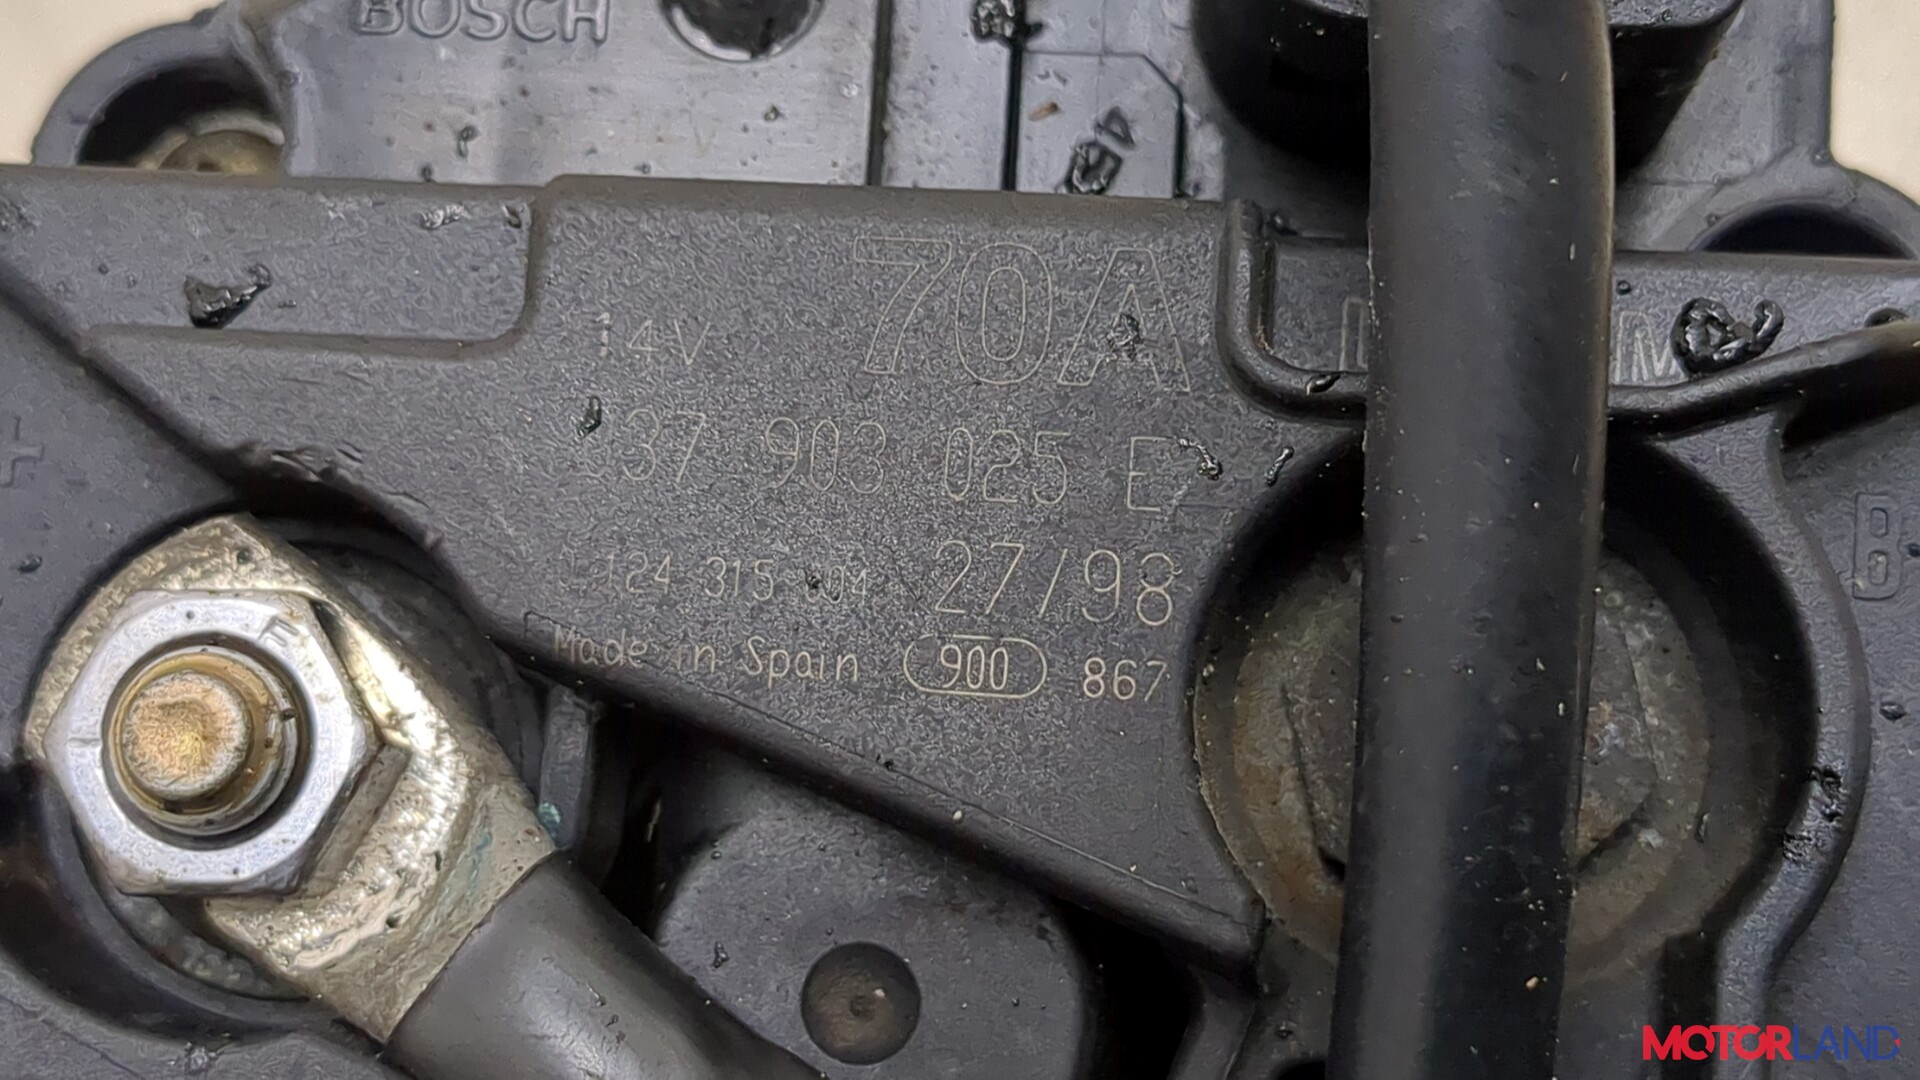 BOSCH
70A
14V
37 903 025 E
124 315
27/98
Made in Spain 900 867
+
B
MOTORLAND